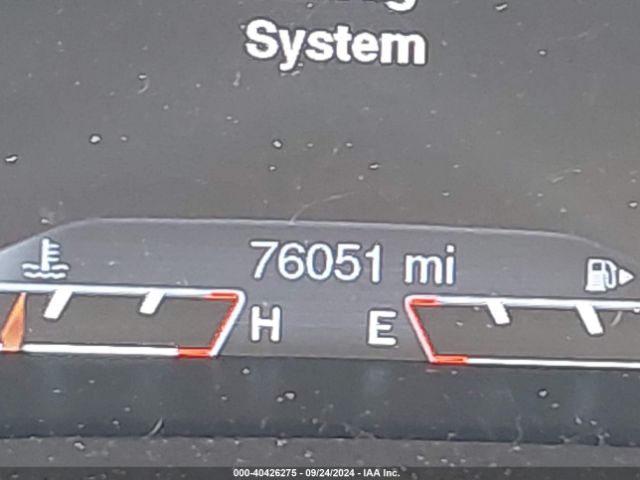 System
76051 mi
H E
000-40426275 - 09/24/2024 - IAA Inc.